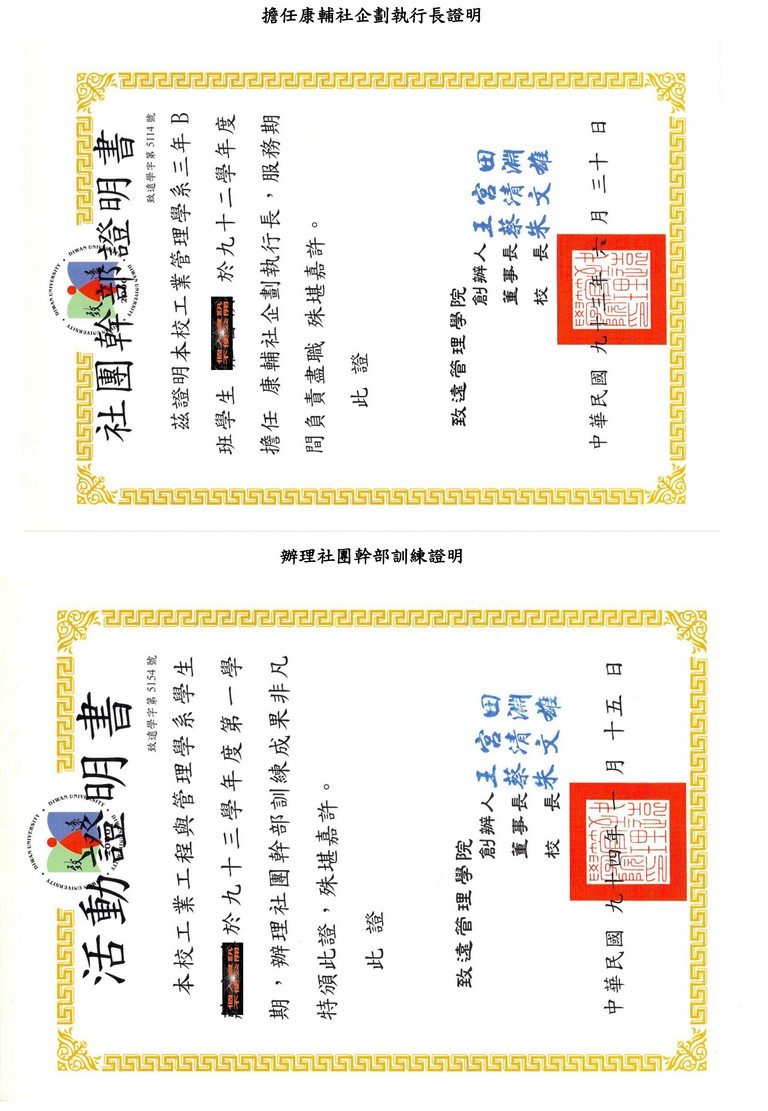 擔任康輔社企劃執行長證明
社團幹部證明書
致遠學字第 5114 號
茲證明本校工業管理學系三年 B
班學生 於九十二學年度
擔任 康輔社企劃執行長，服務期
間負責盡職 殊堪嘉許。
此 證
致遠管理學院
創辦人 王宮田
董事長 蔡清淵
校 長 朱文雄
中華民國 九十三年 六 月 三十 日
辦理社團幹部訓練證明
活動證明書
致遠學字第 5154 號
本校工業工程與管理學系學生
於九十三學年度第一學
期，辦理社團幹部訓練成果非凡
特頒此證，殊堪嘉許。
此 證
致遠管理學院
創辦人 王宮田
董事長 蔡清淵
校 長 朱文雄
中華民國 九十四年 一 月 十五 日